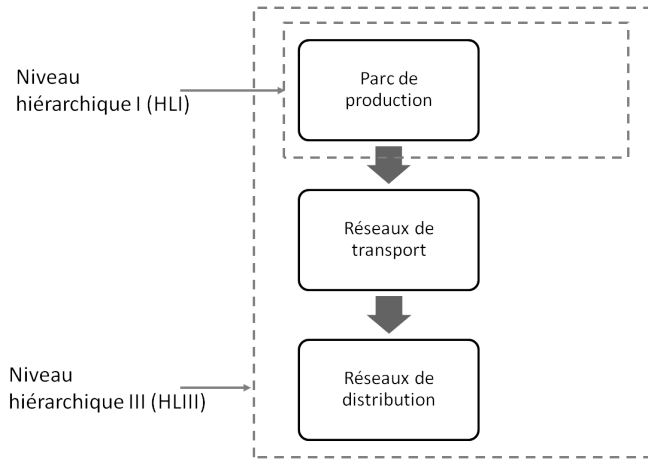 Parc de
production
Niveau
hiérarchique I (HLI)
Réseaux de
transport
Niveau
hiérarchique III (HLIII)
Réseaux de
distribution